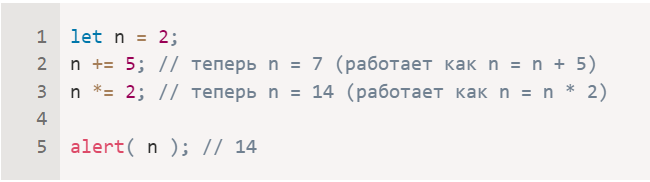 1 let n = 2;
2 n += 5; // теперь n = 7 (работает как n = n + 5)
3 n *= 2; // теперь n = 14 (работает как n = n * 2)
4
5 alert( n ); // 14